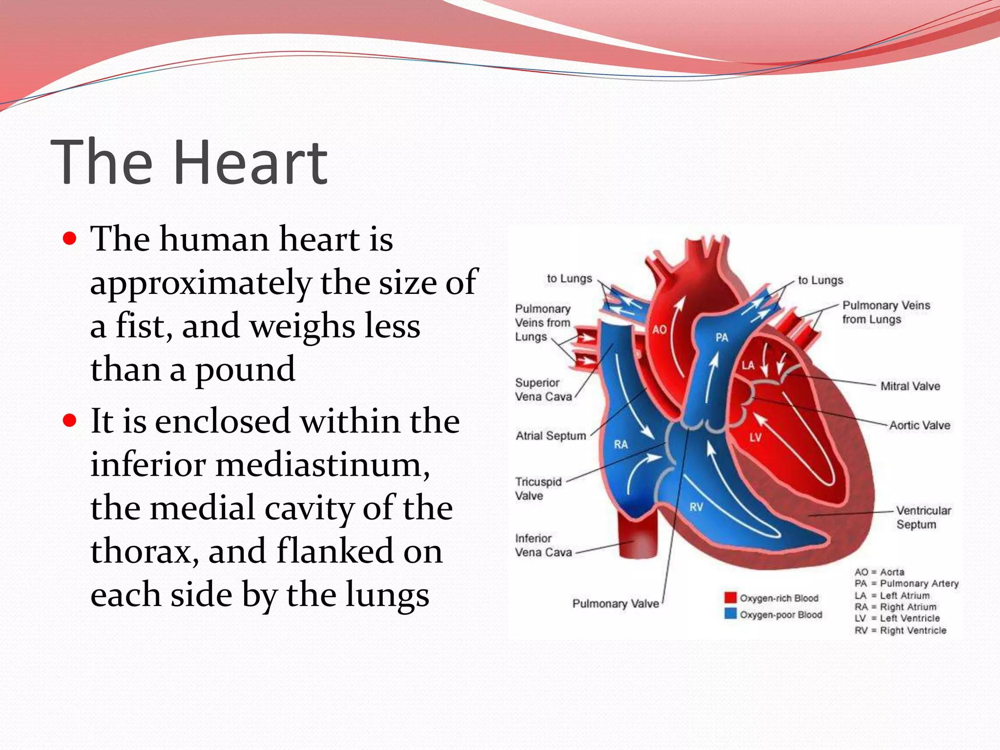 The Heart
The human heart is
approximately the size of
a fist, and weighs less
than a pound
It is enclosed within the
inferior mediastinum,
the medial cavity of the
thorax, and flanked on
each side by the lungs
to Lungs
to Lungs
Pulmonary
Veins from
Lungs
Pulmonary Veins
from Lungs
AO
PA
LA
Superior
Vena Cava
Mitral Valve
Atrial Septum
Aortic Valve
RA
LV
Tricuspid
Valve
RV
Ventricular
Septum
Inferior
Vena Cava
Pulmonary Valve
Oxygen-rich Blood
Oxygen-poor Blood
AO = Aorta
PA = Pulmonary Artery
LA = Left Atrium
RA = Right Atrium
LV = Left Ventricle
RV = Right Ventricle